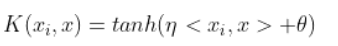 K(x_i, x) = tanh(η < x_i, x > +θ)